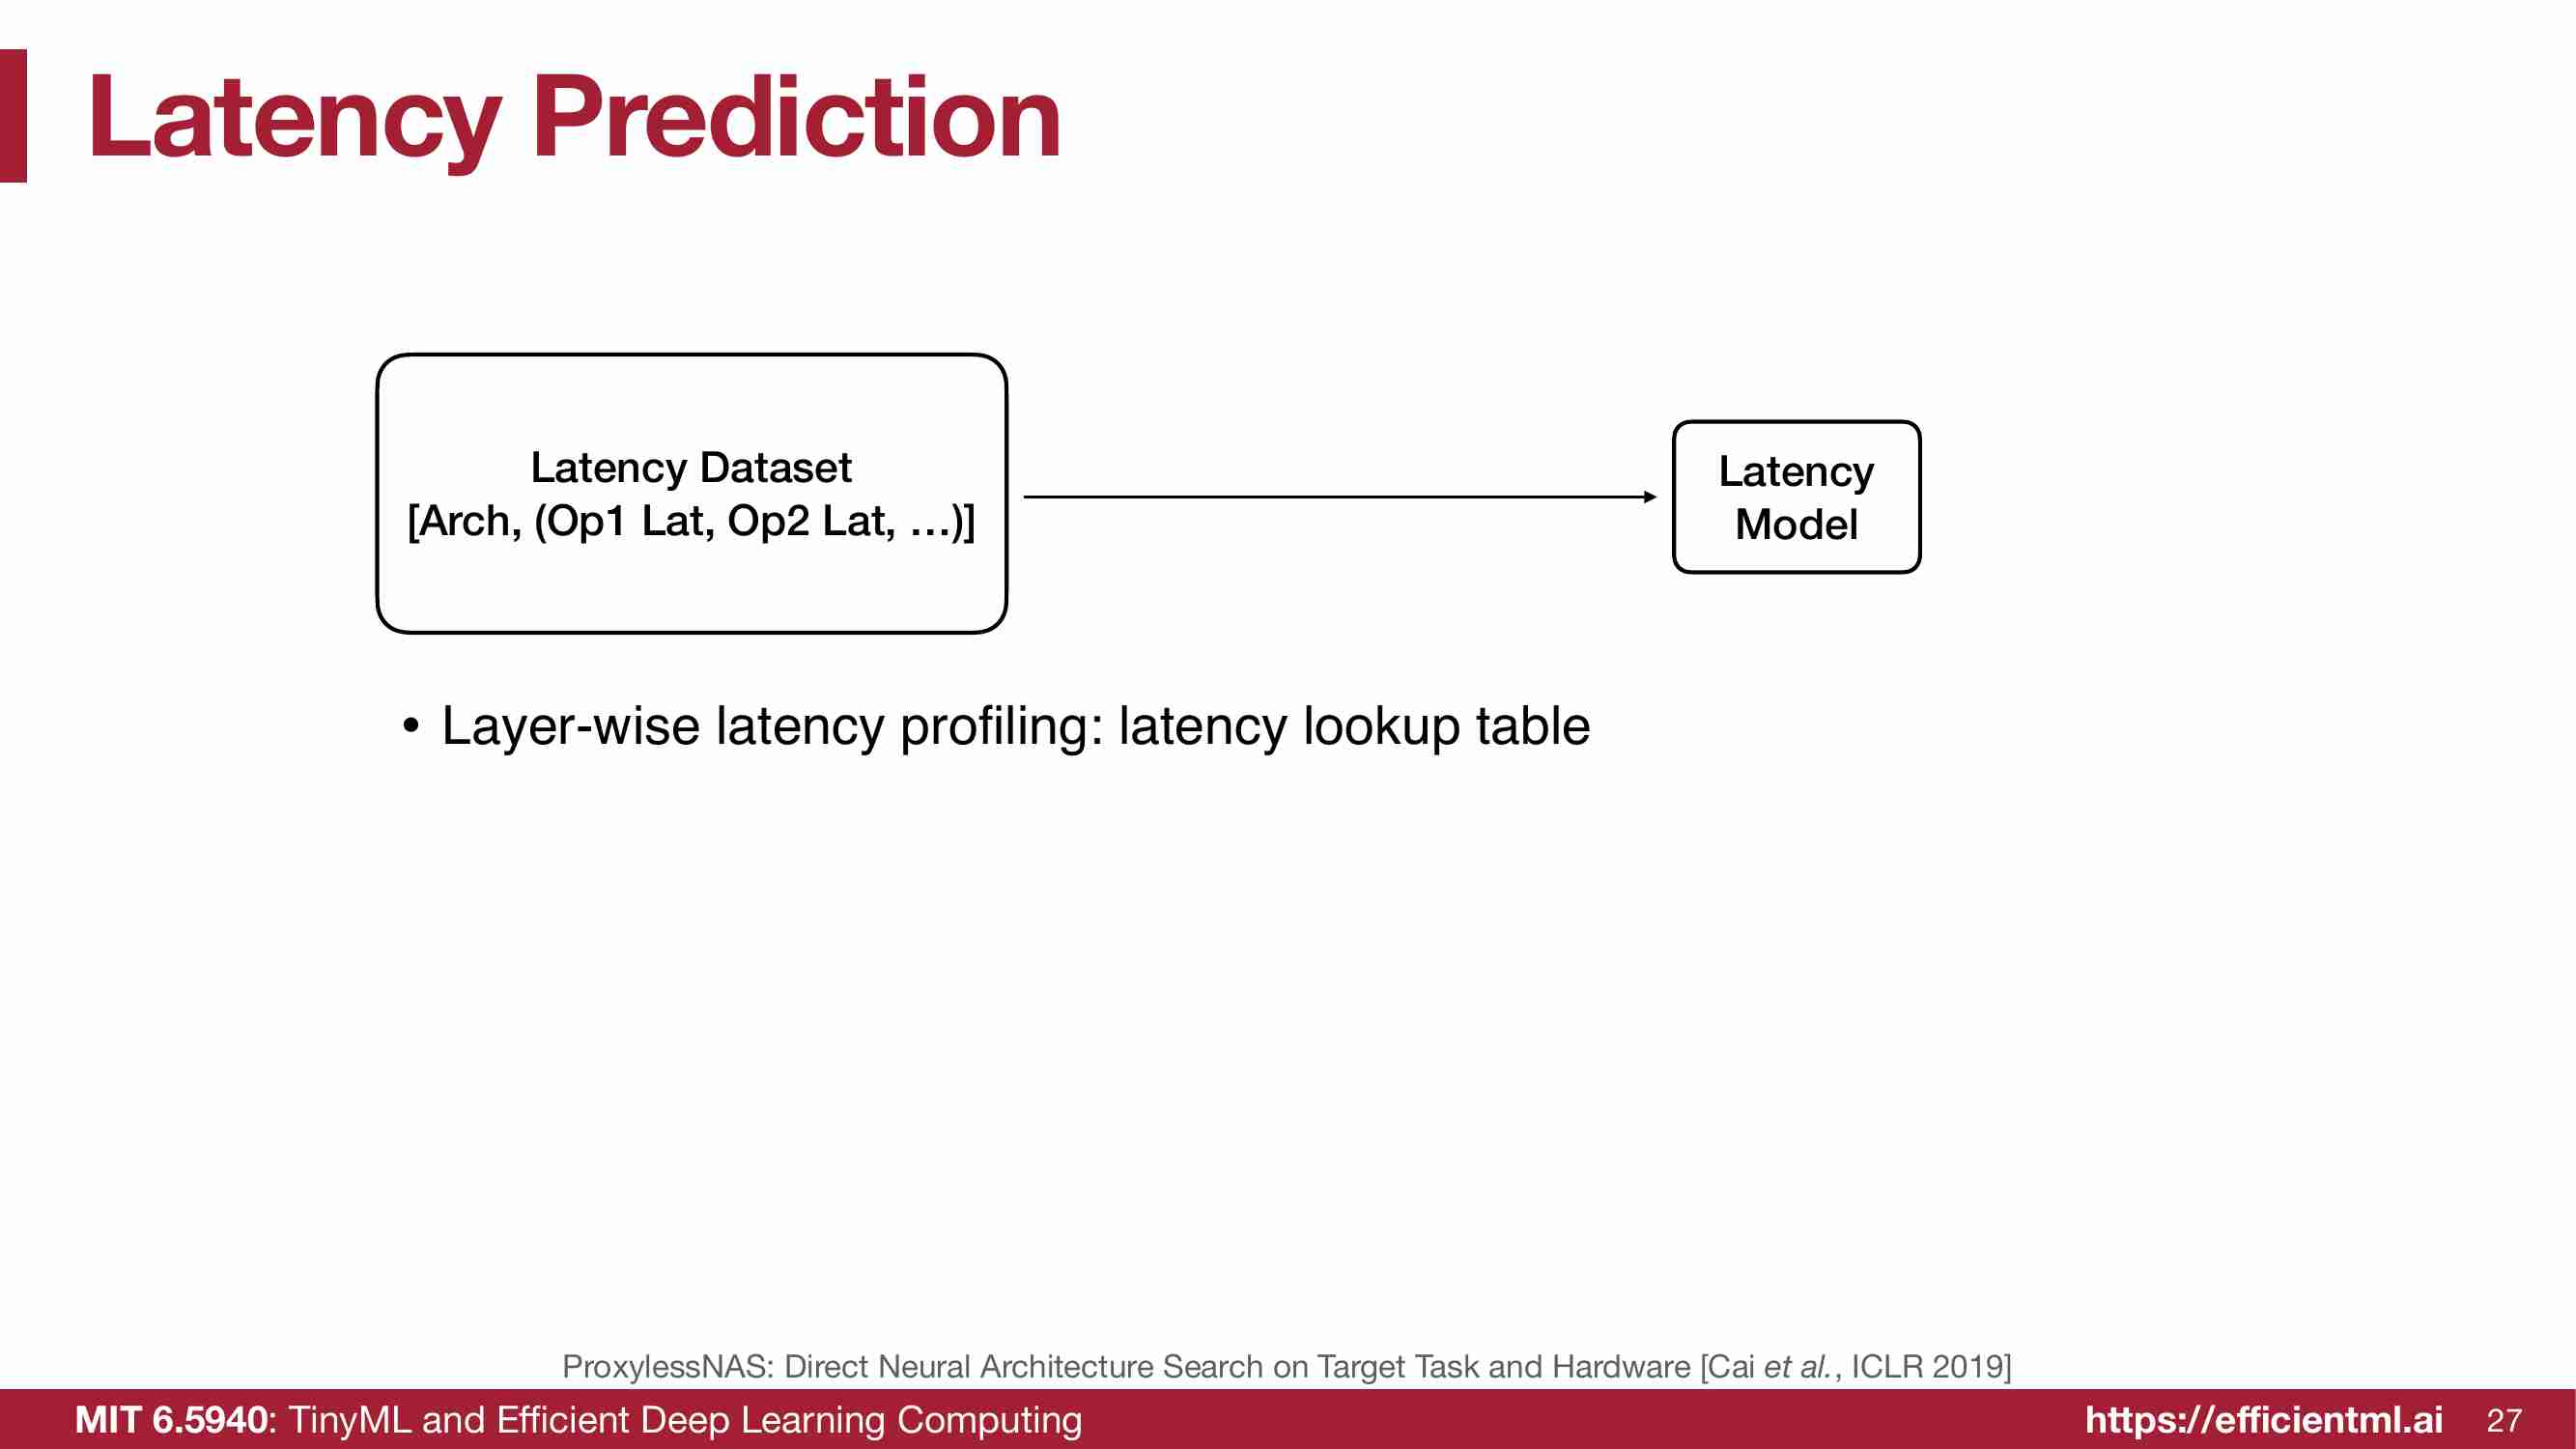 Latency Prediction
Latency Dataset
[Arch, (Op1 Lat, Op2 Lat, …)]
Latency
Model
• Layer-wise latency profiling: latency lookup table
ProxylessNAS: Direct Neural Architecture Search on Target Task and Hardware [Cai et al., ICLR 2019]
MIT 6.5940: TinyML and Efficient Deep Learning Computing
https://efficientml.ai 27